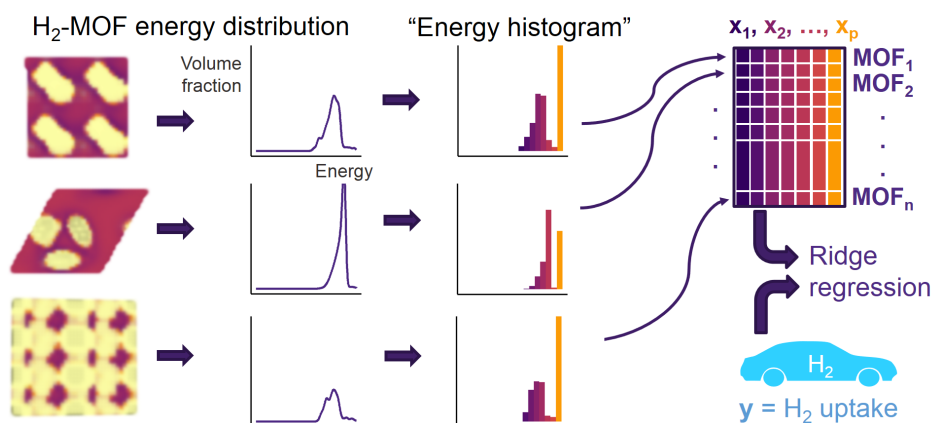 H₂-MOF energy distribution
“Energy histogram”
x₁, x₂, ..., xₚ
Volume
fraction
MOF₁
MOF₂
Energy
MOFₙ
Ridge
regression
H₂
y = H₂ uptake